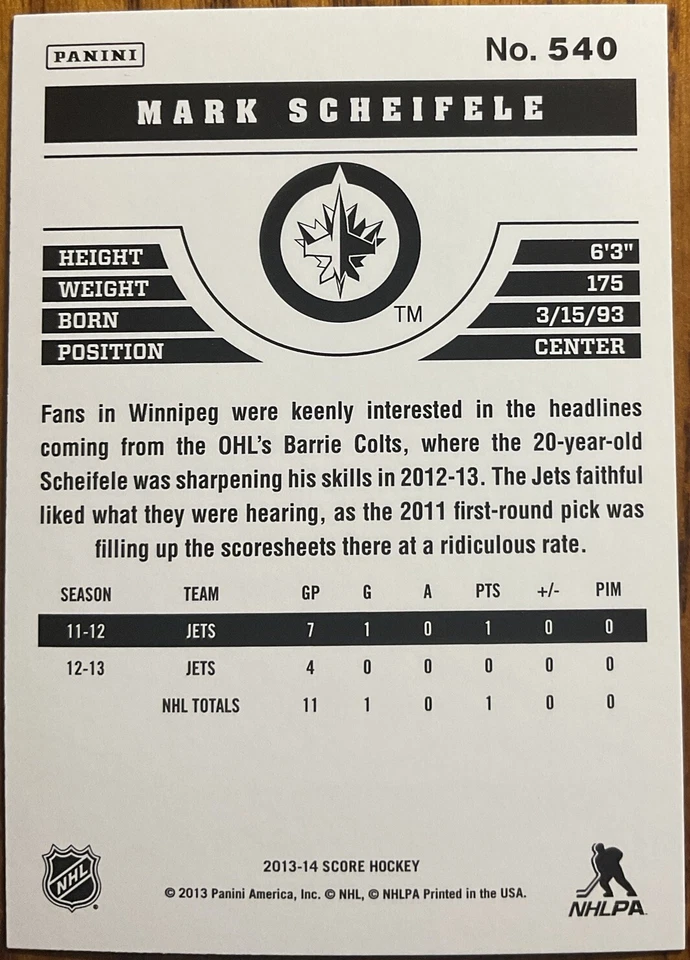 PANINI
No. 540
MARK SCHEIFELE
TM
HEIGHT 6'3"
WEIGHT 175
BORN 3/15/93
POSITION CENTER
Fans in Winnipeg were keenly interested in the headlines
coming from the OHL's Barrie Colts, where the 20-year-old
Scheifele was sharpening his skills in 2012-13. The Jets faithful
liked what they were hearing, as the 2011 first-round pick was
filling up the scoresheets there at a ridiculous rate.
SEASON TEAM GP G A PTS +/- PIM
11-12 JETS 7 1 0 1 0 0
12-13 JETS 4 0 0 0 0 0
NHL TOTALS 11 1 0 1 0 0
2013-14 SCORE HOCKEY
© 2013 Panini America, Inc. © NHL, © NHLPA Printed in the USA.
NHL
NHLPA